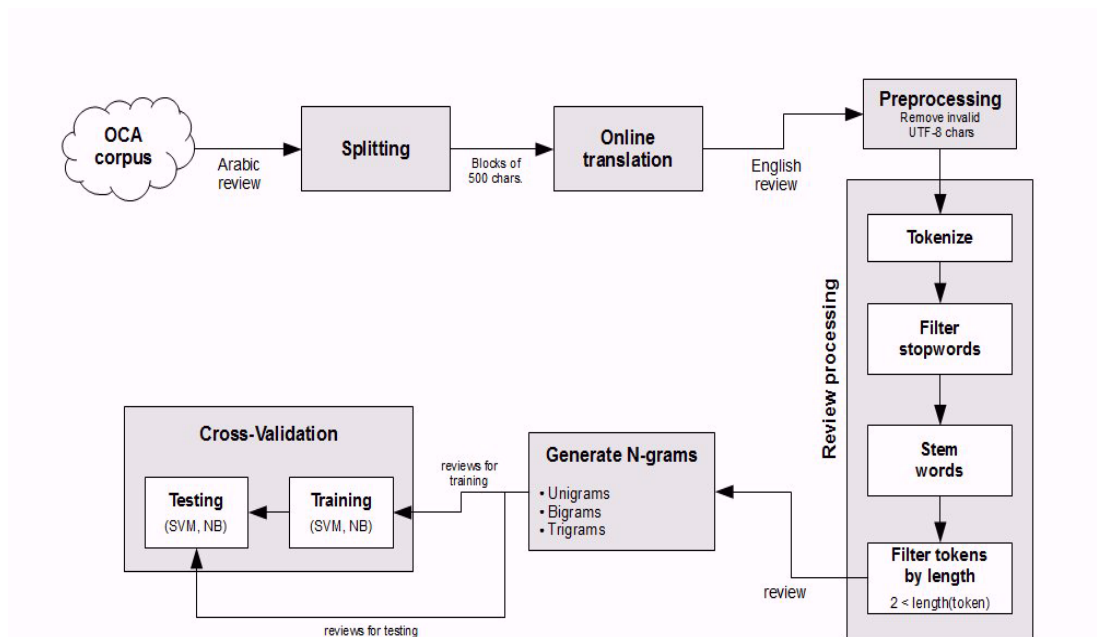 OCA
corpus
Arabic
review
Splitting
Blocks of
500 chars.
Online
translation
English
review
Preprocessing
Remove invalid
UTF-8 chars
Review processing
Tokenize
Filter
stopwords
Stem
words
Filter tokens
by length
2 < length(token)
review
Generate N-grams
• Unigrams
• Bigrams
• Trigrams
reviews for
training
reviews for testing
Cross-Validation
Training
(SVM, NB)
Testing
(SVM, NB)